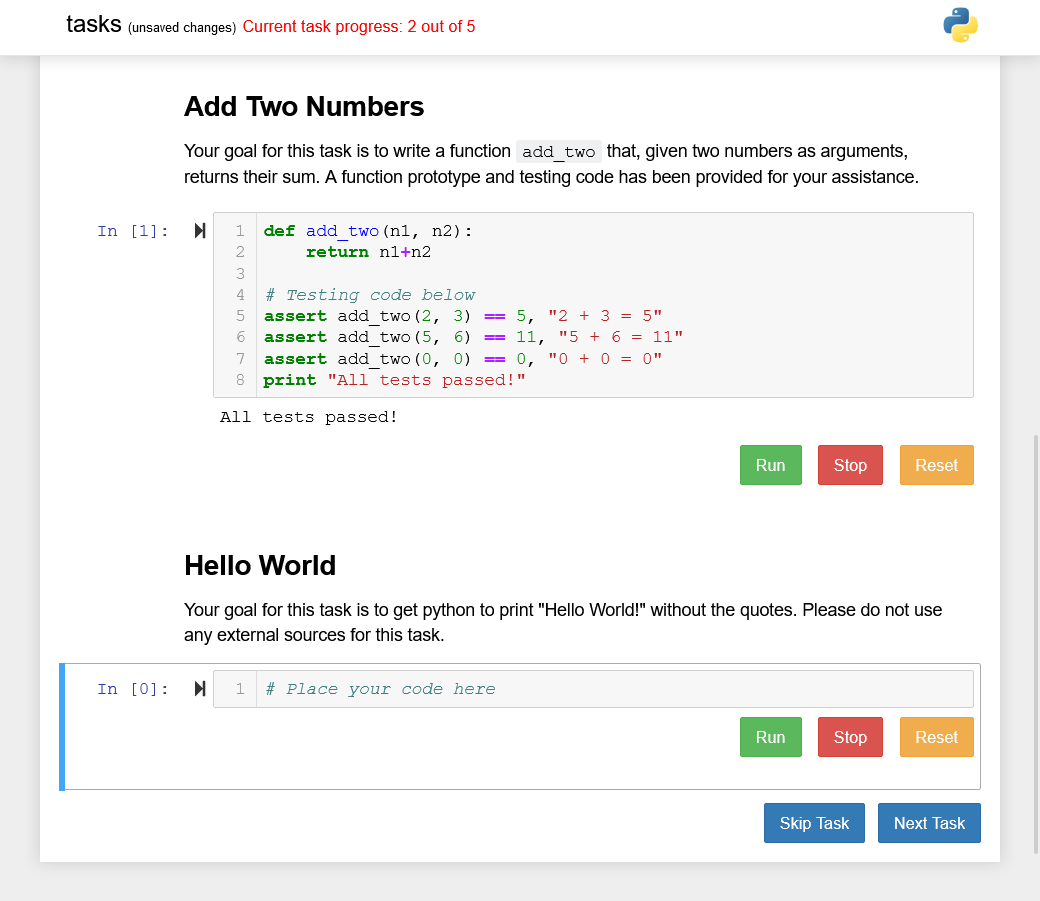 tasks (unsaved changes) Current task progress: 2 out of 5
Add Two Numbers
Your goal for this task is to write a function add_two that, given two numbers as arguments,
returns their sum. A function prototype and testing code has been provided for your assistance.
In [1]:
1 def add_two(n1, n2):
2     return n1+n2
3
4 # Testing code below
5 assert add_two(2, 3) == 5, "2 + 3 = 5"
6 assert add_two(5, 6) == 11, "5 + 6 = 11"
7 assert add_two(0, 0) == 0, "0 + 0 = 0"
8 print "All tests passed!"
All tests passed!
Run Stop Reset
Hello World
Your goal for this task is to get python to print "Hello World!" without the quotes. Please do not use
any external sources for this task.
In [0]:
1 # Place your code here
Run Stop Reset
Skip Task Next Task